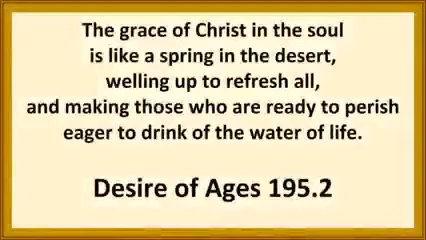 The grace of Christ in the soul
is like a spring in the desert,
welling up to refresh all,
and making those who are ready to perish
eager to drink of the water of life.
Desire of Ages 195.2